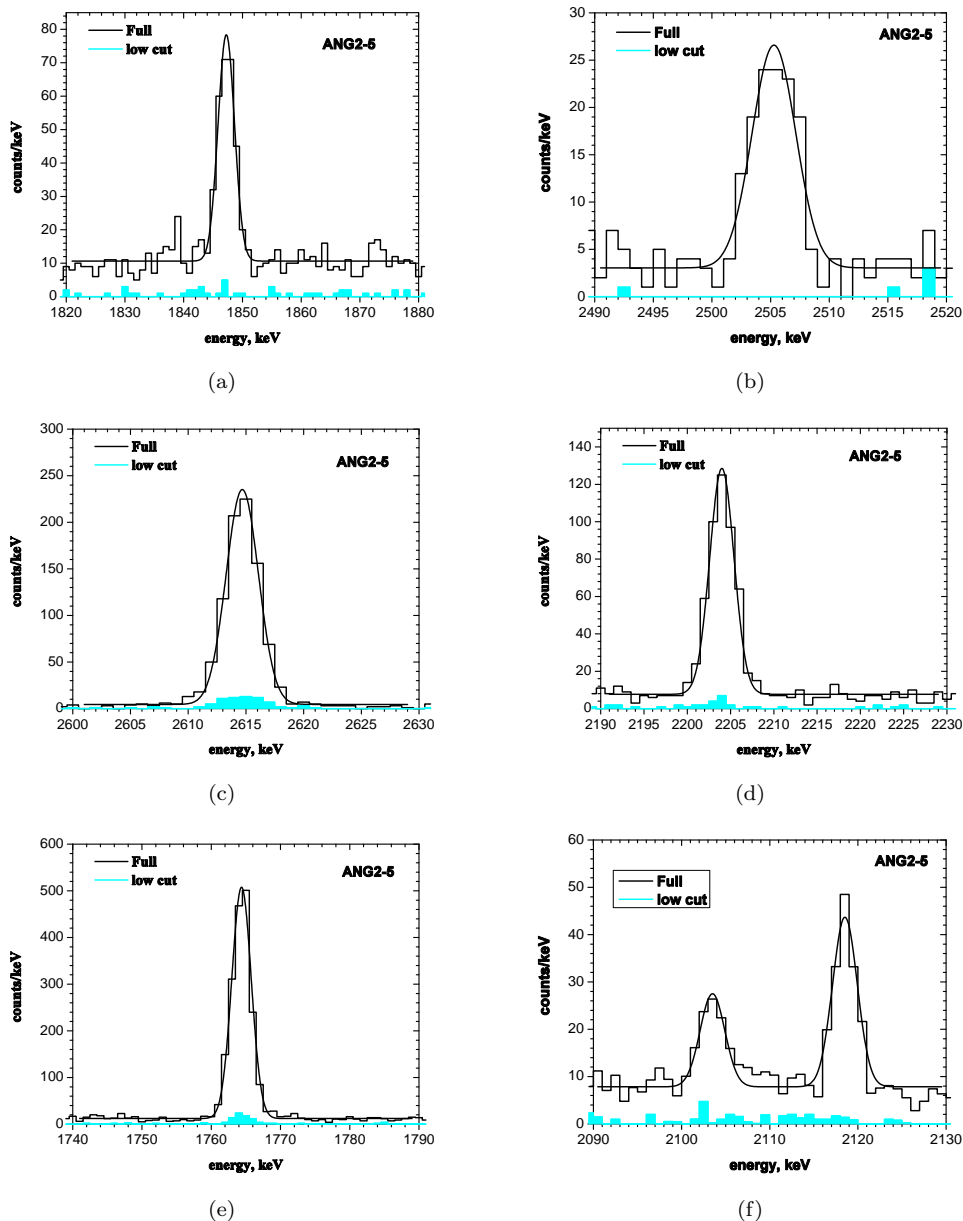 80
70
60
50
40
30
20
10
0
counts/keV
Full
low cut
ANG2-5
1820 1830 1840 1850 1860 1870 1880
energy, keV
(a)
30
25
20
15
10
5
0
counts/keV
Full
low cut
ANG2-5
2490 2495 2500 2505 2510 2515 2520
energy, keV
(b)
300
250
200
150
100
50
0
counts/keV
Full
low cut
ANG2-5
2600 2605 2610 2615 2620 2625 2630
energy, keV
(c)
140
120
100
80
60
40
20
0
counts/keV
Full
low cut
ANG2-5
2190 2195 2200 2205 2210 2215 2220 2225 2230
energy, keV
(d)
600
500
400
300
200
100
0
counts/keV
Full
low cut
ANG2-5
1740 1750 1760 1770 1780 1790
energy, keV
(e)
60
50
40
30
20
10
0
counts/keV
Full
low cut
ANG2-5
2090 2100 2110 2120 2130
energy, keV
(f)